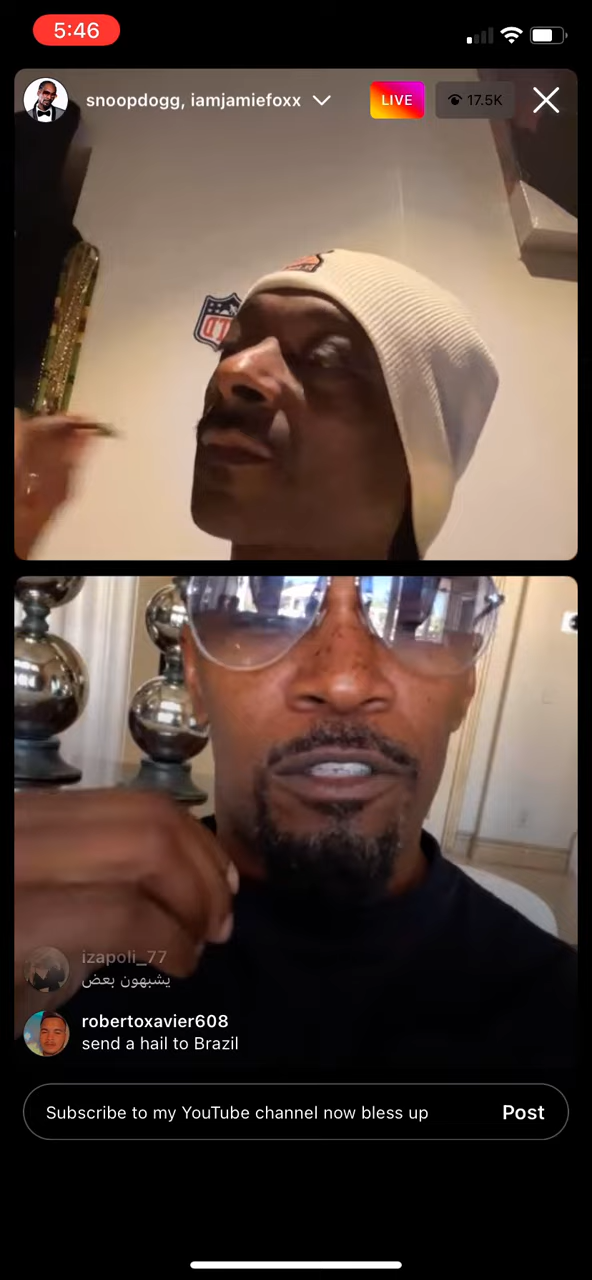 5:46
snoopdogg, iamjamiefoxx
LIVE
17.5K
izapoli_77
يشبهون بعض
robertoxavier608
send a hail to Brazil
Subscribe to my YouTube channel now bless up
Post